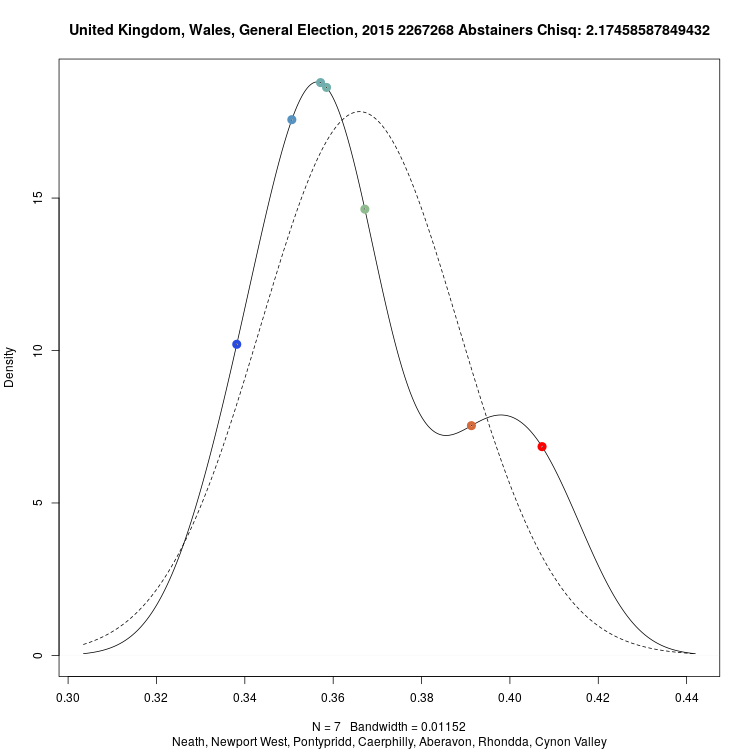 United Kingdom, Wales, General Election, 2015 2267268 Abstainers Chisq: 2.17458587849432
Density
15
10
5
0
0.30 0.32 0.34 0.36 0.38 0.40 0.42 0.44
N = 7 Bandwidth = 0.01152
Neath, Newport West, Pontypridd, Caerphilly, Aberavon, Rhondda, Cynon Valley